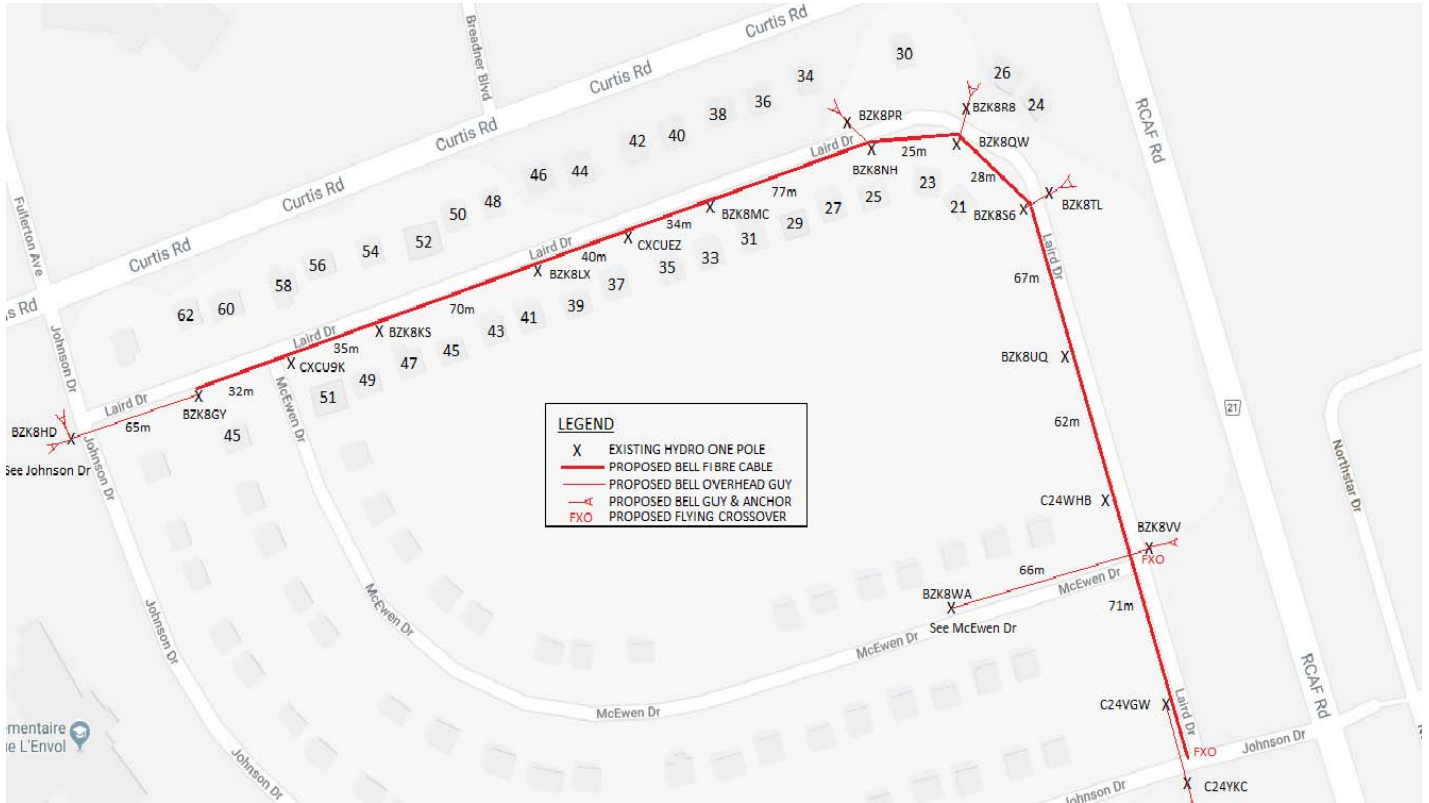 Breadner Blvd
Curtis Rd
Curtis Rd
Curtis Rd
Curtis Rd
Curtis Rd
s Rd
Fullerton Ave
RCAF Rd
30
26
24
34
36
38
40
42
44
46
48
50
52
54
56
58
60
62
BZK8PR
BZK8R8
BZK8QW
BZK8NH
25m
28m
BZK8TL
BZK8S6
23
21
25
27
29
31
33
35
37
39
41
43
45
47
49
51
45
Laird Dr
77m
BZK8MC
34m
CXCUEZ
Laird Dr
40m
BZK8LX
70m
BZK8KS
Laird Dr
35m
CXCU9K
32m
BZK8GY
Laird Dr
65m
BZK8HD
See Johnson Dr
Johnson Dr
Johnson Dr
Johnson Dr
Johnson Dr
McEwen Dr
McEwen Dr
McEwen Dr
McEwen Dr
McEwen Dr
Laird Dr
67m
BZK8UQ
62m
C24WHB
BZK8VV
FXO
66m
BZK8WA
See McEwen Dr
71m
C24VGW
Laird Dr
FXO
C24YKC
Johnson Dr
Johnson Dr
21
Northstar Dr
RCAF Rd
N
LEGEND
X EXISTING HYDRO ONE POLE
PROPOSED BELL FIBRE CABLE
PROPOSED BELL OVERHEAD GUY
PROPOSED BELL GUY & ANCHOR
FXO PROPOSED FLYING CROSSOVER
ementaire
e L'Envol